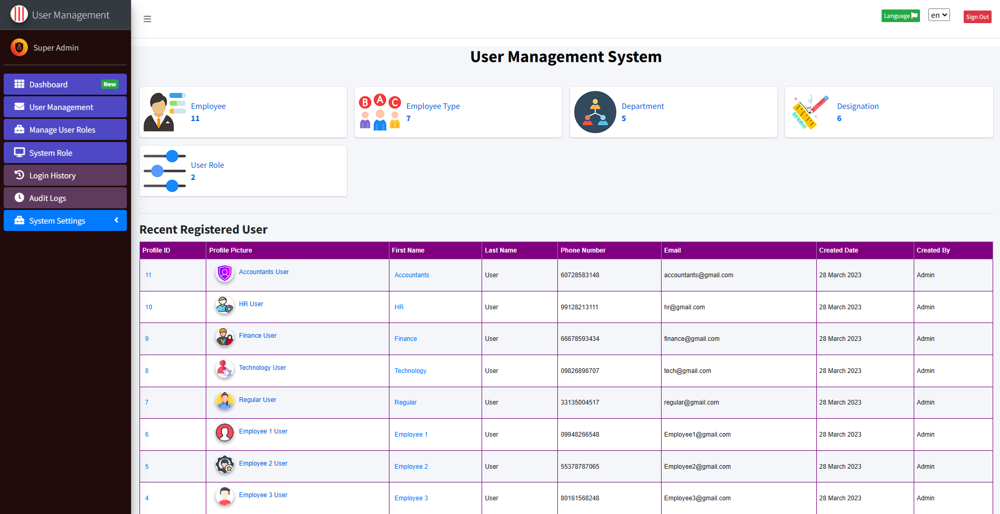 User Management
Language
en
Sign Out
Super Admin
Dashboard New
User Management
Manage User Roles
System Role
Login History
Audit Logs
System Settings
User Management System
Employee
11
B A C
Employee Type
7
Department
5
straight!
Designation
6
User Role
2
Recent Registered User
Profile ID Profile Picture First Name Last Name Phone Number Email Created Date Created By
11 Accountants User Accountants User 60728583148 accountants@gmail.com 28 March 2023 Admin
10 HR User HR User 99128213111 hr@gmail.com 28 March 2023 Admin
9 Finance User Finance User 66678593434 finance@gmail.com 28 March 2023 Admin
8 Technology User Technology User 09826898707 tech@gmail.com 28 March 2023 Admin
7 Regular User Regular User 33135004517 regular@gmail.com 28 March 2023 Admin
6 Employee 1 User Employee 1 User 09948266548 Employee1@gmail.com 28 March 2023 Admin
5 Employee 2 User Employee 2 User 55378787065 Employee2@gmail.com 28 March 2023 Admin
4 Employee 3 User Employee 3 User 80161568248 Employee3@gmail.com 28 March 2023 Admin